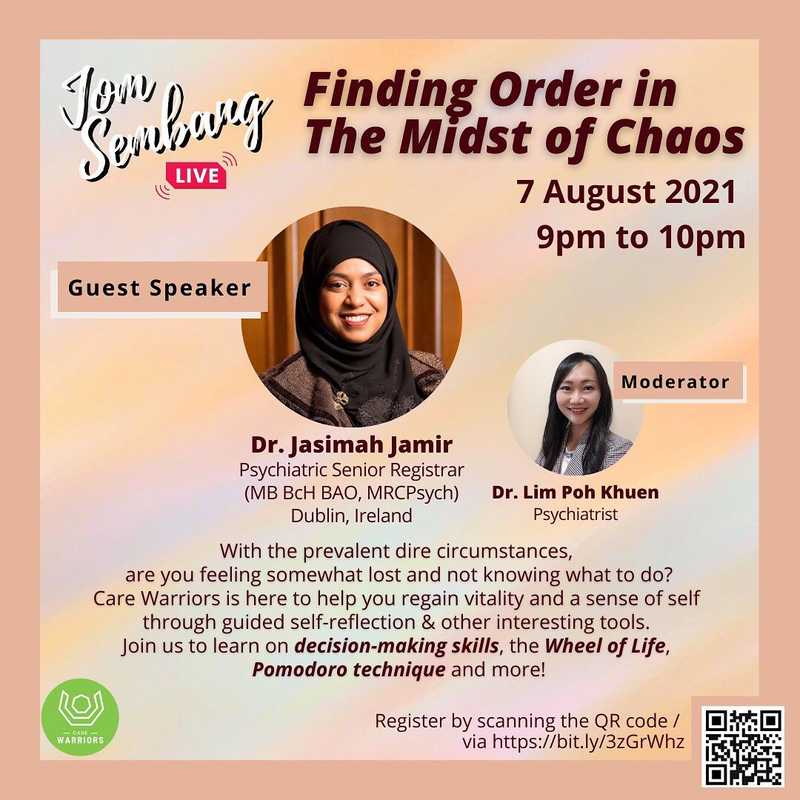 Jom
Sembang
LIVE
Finding Order in
The Midst of Chaos
7 August 2021
9pm to 10pm
Guest Speaker
Moderator
Dr. Jasimah Jamir
Psychiatric Senior Registrar
(MB BcH BAO, MRCPsych)
Dublin, Ireland
Dr. Lim Poh Khuen
Psychiatrist
With the prevalent dire circumstances,
are you feeling somewhat lost and not knowing what to do?
Care Warriors is here to help you regain vitality and a sense of self
through guided self-reflection & other interesting tools.
Join us to learn on decision-making skills, the Wheel of Life,
Pomodoro technique and more!
CARE
WARRIORS
Register by scanning the QR code /
via https://bit.ly/3zGrWhz